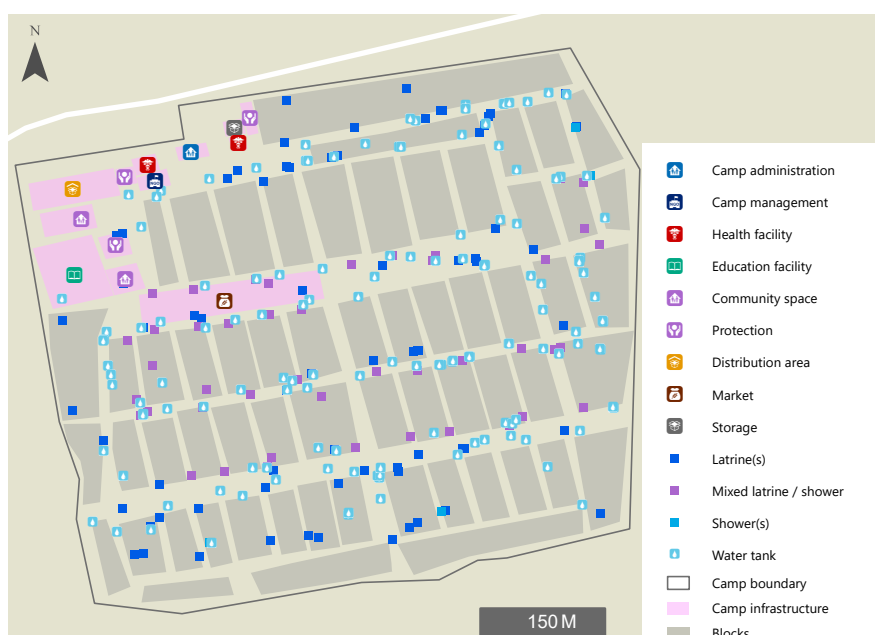 N
Camp administration
Camp management
Health facility
Education facility
Community space
Protection
Distribution area
Market
Storage
Latrine(s)
Mixed latrine / shower
Shower(s)
Water tank
Camp boundary
Camp infrastructure
Blocks
150 M